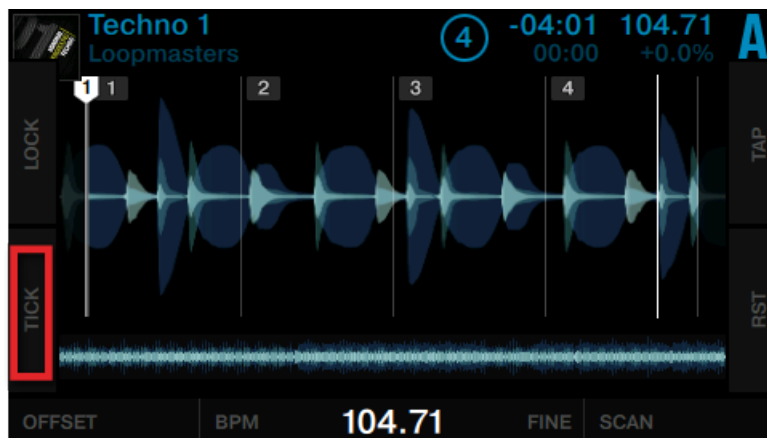 Techno 1
Loopmasters
4
-04:01
104.71
00:00
+0.0%
A
1
1
2
3
4
LOCK
TAP
TICK
RST
OFFSET
BPM
104.71
FINE
SCAN